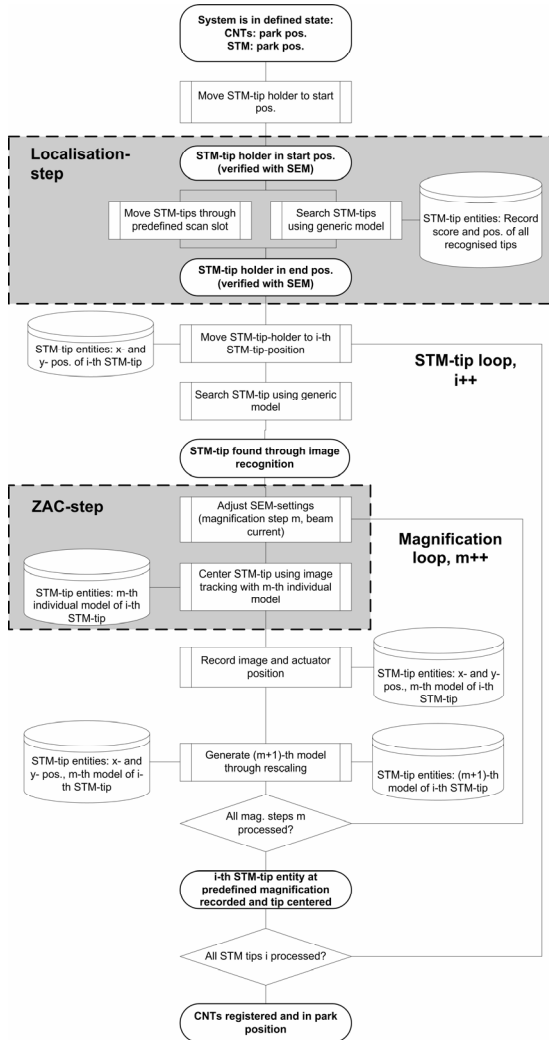 System is in defined state:
CNTs: park pos.
STM: park pos.
Move STM-tip holder to start
pos.
Localisation-
step
STM-tip holder in start pos.
(verified with SEM)
Move STM-tips through
predefined scan slot
Search STM-tips
using generic model
STM-tip entities: Record
score and pos. of all
recognised tips
STM-tip holder in end pos.
(verified with SEM)
STM-tip entities: x- and
y- pos. of i-th STM-tip
Move STM-tip-holder to i-th
STM-tip-position
STM-tip loop,
i++
Search STM-tip using generic
model
STM-tip found through image
recognition
ZAC-step
Adjust SEM-settings
(magnification step m, beam
current)
Magnification
loop, m++
STM-tip entities: m-th
individual model of i-th
STM-tip
Center STM-tip using image
tracking with m-th individual
model
Record image and actuator
position
STM-tip entities: x- and y-
pos., m-th model of i-th
STM-tip
STM-tip entities: x- and
y- pos., m-th model of i-
th STM-tip
Generate (m+1)-th model
through rescaling
STM-tip entities: (m+1)-th
model of i-th STM-tip
All mag. steps m
processed?
i-th STM-tip entity at
predefined magnification
recorded and tip centered
All STM tips i processed?
CNTs registered and in park
position